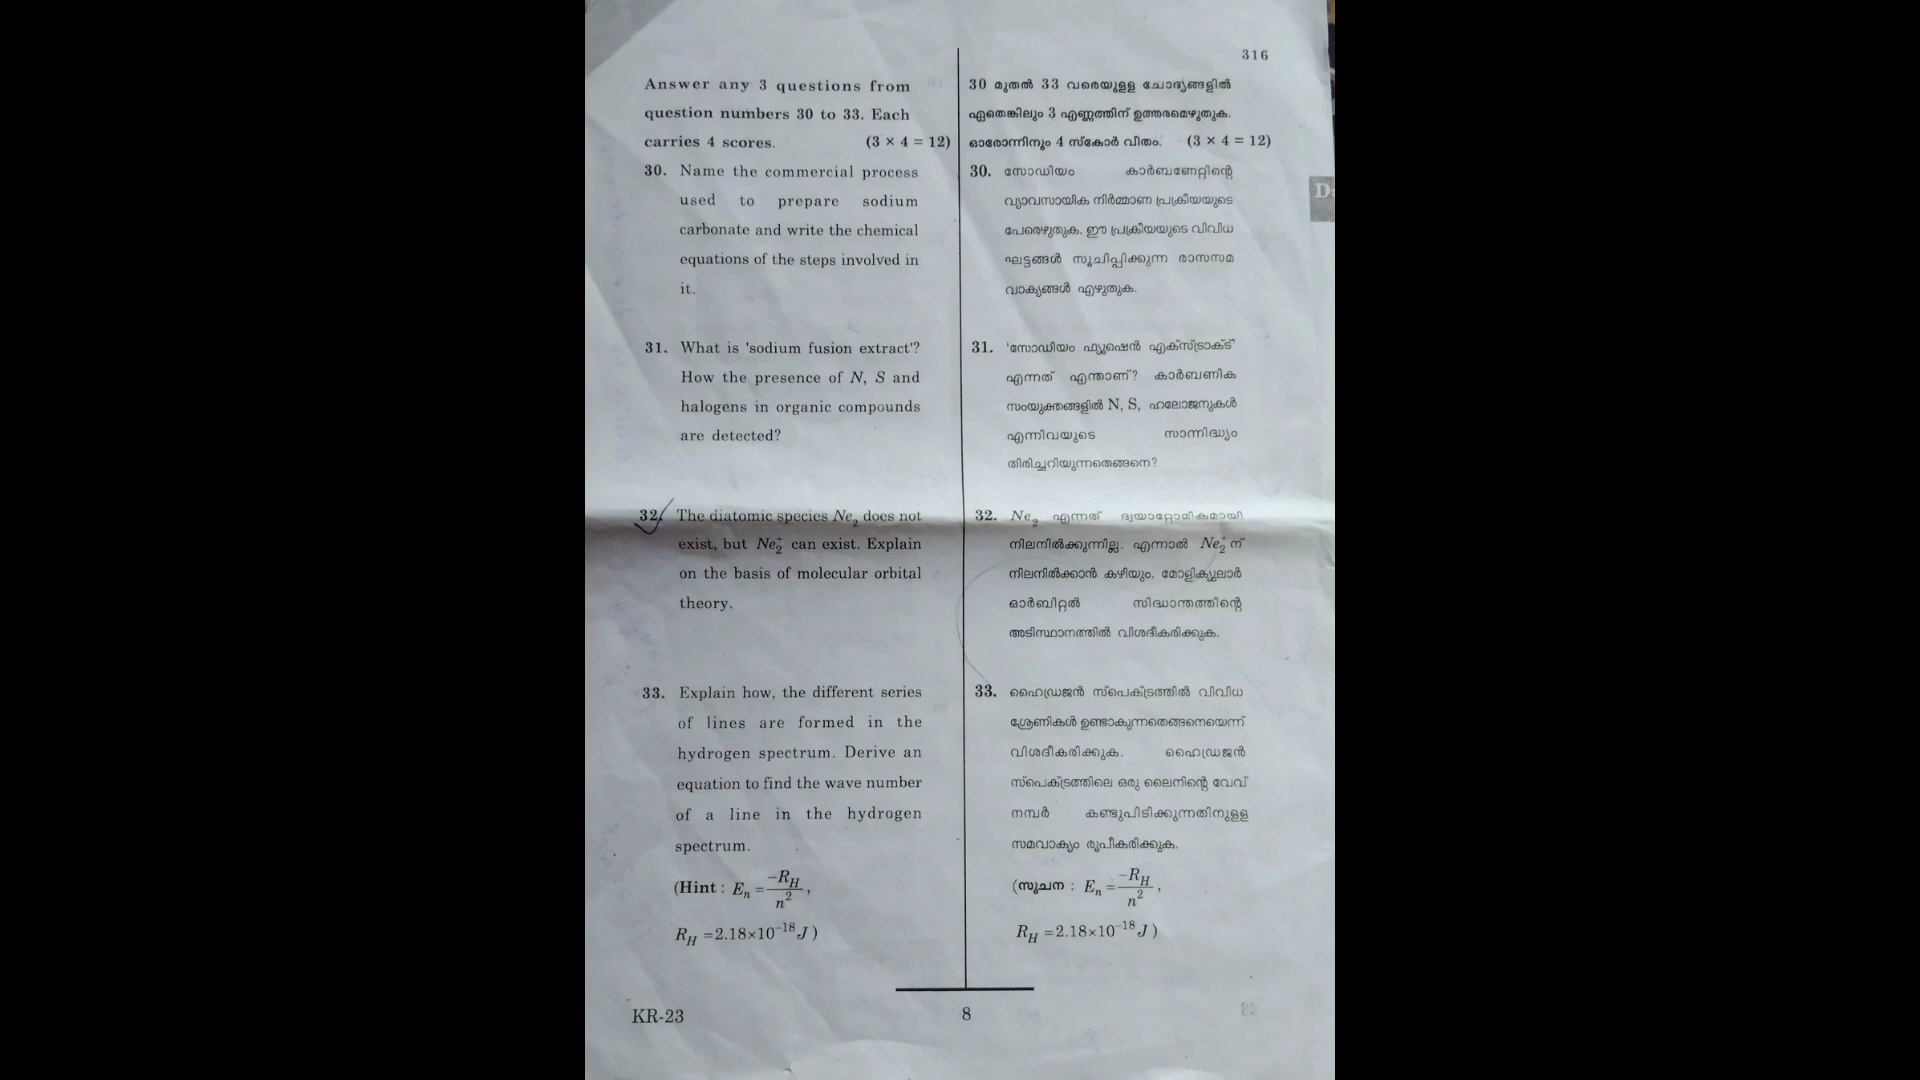 316
Answer any 3 questions from
question numbers 30 to 33. Each
carries 4 scores. (3 × 4 = 12)
30. Name the commercial process
used to prepare sodium
carbonate and write the chemical
equations of the steps involved in
it.
31. What is 'sodium fusion extract'?
How the presence of N, S and
halogens in organic compounds
are detected?
32. The diatomic species Ne₂ does not
exist, but Ne₂⁺ can exist. Explain
on the basis of molecular orbital
theory.
33. Explain how, the different series
of lines are formed in the
hydrogen spectrum. Derive an
equation to find the wave number
of a line in the hydrogen
spectrum.
(Hint : Eₙ = −R_H / n²,
R_H = 2.18×10⁻¹⁸ J )
30 മുതൽ 33 വരെയുള്ള ചോദ്യങ്ങളിൽ
ഏതെങ്കിലും 3 എണ്ണത്തിന് ഉത്തരമെഴുതുക.
ഓരോന്നിനും 4 സ്കോർ വീതം. (3 × 4 = 12)
30. സോഡിയം കാർബണേറ്റിന്റെ
വ്യാവസായിക നിർമ്മാണ പ്രക്രിയയുടെ
പേരെഴുതുക. ഈ പ്രക്രിയയുടെ വിവിധ
ഘട്ടങ്ങൾ സൂചിപ്പിക്കുന്ന രാസസമ
വാക്യങ്ങൾ എഴുതുക.
31. 'സോഡിയം ഫ്യൂഷെൻ എക്സ്ട്രാക്ട്'
എന്നത് എന്താണ്? കാർബണിക
സംയുക്തങ്ങളിൽ N, S, ഹലോജനുകൾ
എന്നിവയുടെ സാന്നിദ്ധ്യം
തിരിച്ചറിയുന്നതെങ്ങനെ?
32. Ne₂ എന്നത് ദ്വയാറ്റോമികമായി
നിലനിൽക്കുന്നില്ല. എന്നാൽ Ne₂⁺ ന്
നിലനിൽക്കാൻ കഴിയും. മോളിക്യുലാർ
ഓർബിറ്റൽ സിദ്ധാന്തത്തിന്റെ
അടിസ്ഥാനത്തിൽ വിശദീകരിക്കുക.
33. ഹൈഡ്രജൻ സ്പെക്ട്രത്തിൽ വിവിധ
ശ്രേണികൾ ഉണ്ടാകുന്നതെങ്ങനെയെന്ന്
വിശദീകരിക്കുക. ഹൈഡ്രജൻ
സ്പെക്ട്രത്തിലെ ഒരു ലൈനിന്റെ വേവ്
നമ്പർ കണ്ടുപിടിക്കുന്നതിനുള്ള
സമവാക്യം രൂപീകരിക്കുക.
(സൂചന : Eₙ = −R_H / n²,
R_H = 2.18×10⁻¹⁸ J )
KR-23
8